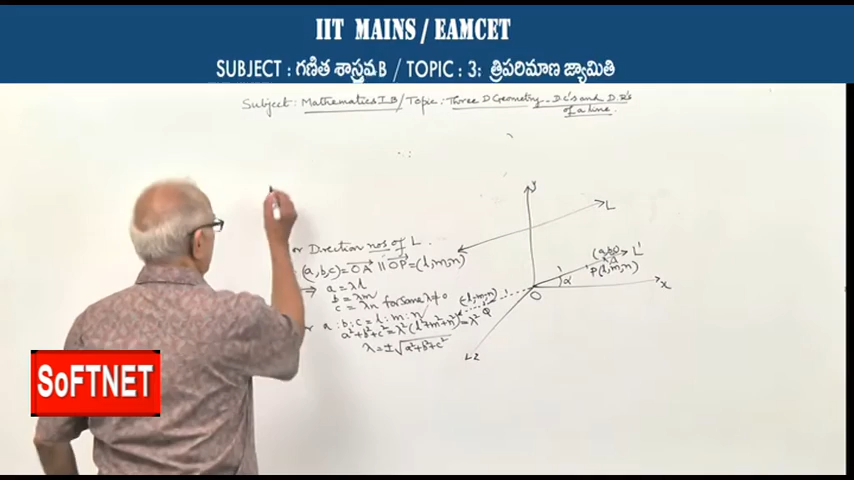 IIT MAINS / EAMCET
SUBJECT : గణిత శాస్త్రవB / TOPIC : 3: త్రిపరిమాణ జ్యామితి
Subject: Mathematics I B / Topic: Three D Geometry _ D.C's and D.R's
of a line.
y
L
or Direction nos of L.
(a,b,c) = OA || OP = (l,m,n)
a = λl
b = λm
c = λn for some λ≠0
a:b:c = l:m:n
a²+b²+c² = λ²(l²+m²+n²) = λ²
λ = ±√a²+b²+c²
L'
A
P(l,m,n)
α
x
O
Q
z
SoFTNET